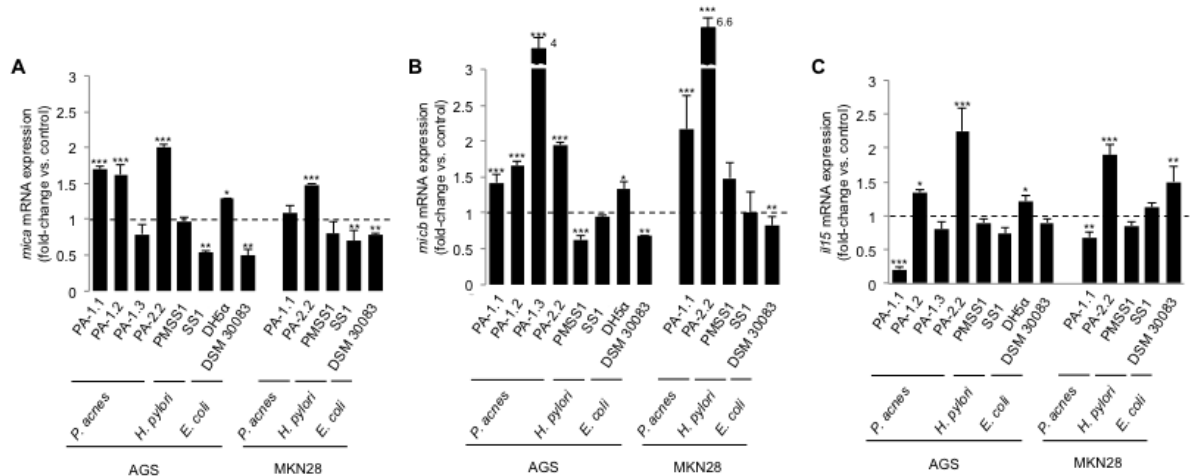 A
mica mRNA expression
(fold-change vs. control)
3
2.5
2
1.5
1
0.5
0
***
***
***
**
*
**
***
**
**
PA-1.1
PA-1.2
PA-1.3
PA-2.2
PMSS1
SS1
DH5α
DSM 30083
PA-1.1
PA-2.2
PMSS1
SS1
DSM 30083
P. acnes
H. pylori
E. coli
P. acnes
H. pylori
E. coli
AGS
MKN28
B
micb mRNA expression
(fold-change vs. control)
3
2.5
2
1.5
1
0.5
0
***
***
***
4
***
***
*
**
***
***
6.6
**
PA-1.1
PA-1.2
PA-1.3
PA-2.2
PMSS1
SS1
DH5α
DSM 30083
PA-1.1
PA-2.2
PMSS1
SS1
DSM 30083
P. acnes
H. pylori
E. coli
P. acnes
H. pylori
E. coli
AGS
MKN28
C
il15 mRNA expression
(fold-change vs. control)
3
2.5
2
1.5
1
0.5
0
***
*
***
*
**
***
**
PA-1.1
PA-1.2
PA-1.3
PA-2.2
PMSS1
SS1
DH5α
DSM 30083
PA-1.1
PA-2.2
PMSS1
SS1
DSM 30083
P. acnes
H. pylori
E. coli
P. acnes
H. pylori
E. coli
AGS
MKN28